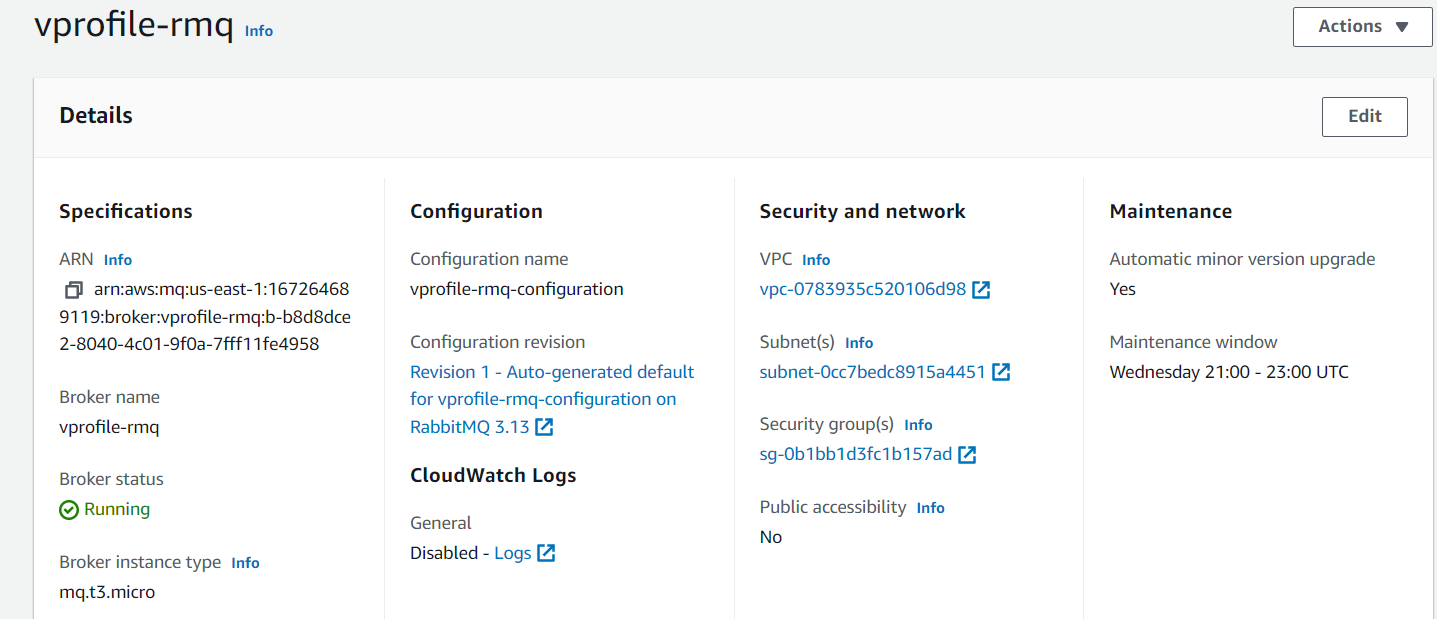 vprofile-rmq Info
Actions
Details
Edit
Specifications
ARN Info
arn:aws:mq:us-east-1:16726468
9119:broker:vprofile-rmq:b-b8d8dce
2-8040-4c01-9f0a-7fff11fe4958
Broker name
vprofile-rmq
Broker status
Running
Broker instance type Info
mq.t3.micro
Configuration
Configuration name
vprofile-rmq-configuration
Configuration revision
Revision 1 - Auto-generated default
for vprofile-rmq-configuration on
RabbitMQ 3.13
CloudWatch Logs
General
Disabled - Logs
Security and network
VPC Info
vpc-0783935c520106d98
Subnet(s) Info
subnet-0cc7bedc8915a4451
Security group(s) Info
sg-0b1bb1d3fc1b157ad
Public accessibility Info
No
Maintenance
Automatic minor version upgrade
Yes
Maintenance window
Wednesday 21:00 - 23:00 UTC